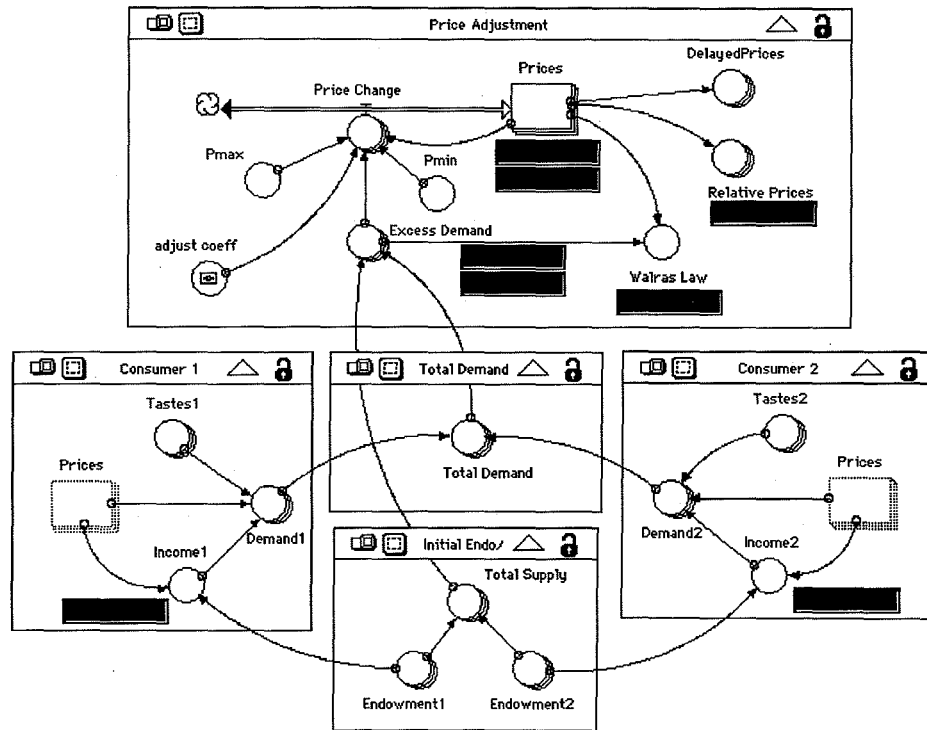 Price Adjustment
DelayedPrices
Prices
Price Change
Pmax
Pmin
Relative Prices
Excess Demand
adjust coeff
Walras Law
Consumer 1
Total Demand
Consumer 2
Tastes1
Tastes2
Prices
Total Demand
Prices
Demand1
Demand2
Income1
Income2
Initial Endo
Total Supply
Endowment1
Endowment2